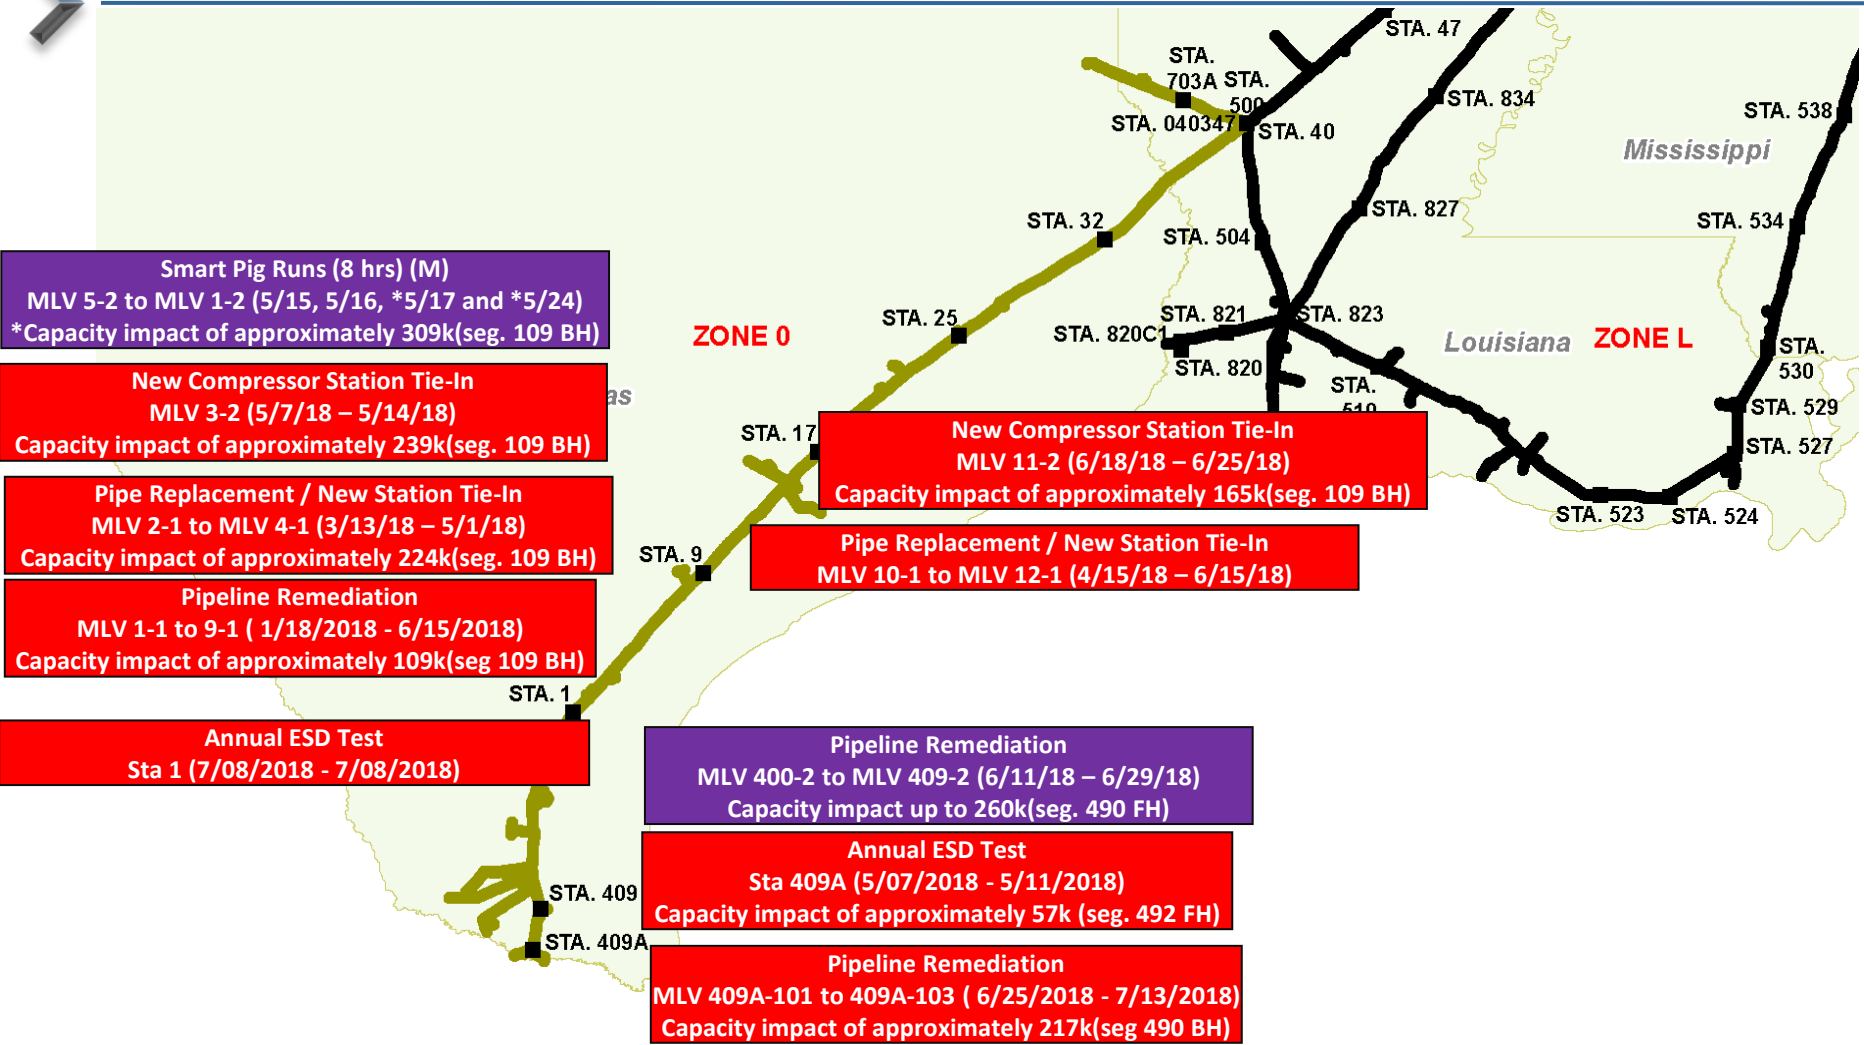 STA. 47
STA.
703A
STA.
500
STA. 040347
STA. 40
STA. 834
STA. 538
Mississippi
STA. 827
STA. 32
STA. 504
STA. 534
Smart Pig Runs (8 hrs) (M)
MLV 5-2 to MLV 1-2 (5/15, 5/16, *5/17 and *5/24)
*Capacity impact of approximately 309k(seg. 109 BH)
STA. 25
ZONE 0
STA. 821
STA. 823
STA. 820C1
STA. 820
Louisiana
ZONE L
STA.
530
STA.
510
STA. 529
STA. 527
New Compressor Station Tie-In
MLV 3-2 (5/7/18 – 5/14/18)
Capacity impact of approximately 239k(seg. 109 BH)
as
STA. 17
New Compressor Station Tie-In
MLV 11-2 (6/18/18 – 6/25/18)
Capacity impact of approximately 165k(seg. 109 BH)
STA. 523
STA. 524
Pipe Replacement / New Station Tie-In
MLV 2-1 to MLV 4-1 (3/13/18 – 5/1/18)
Capacity impact of approximately 224k(seg. 109 BH)
STA. 9
Pipe Replacement / New Station Tie-In
MLV 10-1 to MLV 12-1 (4/15/18 – 6/15/18)
Pipeline Remediation
MLV 1-1 to 9-1 ( 1/18/2018 - 6/15/2018)
Capacity impact of approximately 109k(seg 109 BH)
STA. 1
Annual ESD Test
Sta 1 (7/08/2018 - 7/08/2018)
Pipeline Remediation
MLV 400-2 to MLV 409-2 (6/11/18 – 6/29/18)
Capacity impact up to 260k(seg. 490 FH)
Annual ESD Test
Sta 409A (5/07/2018 - 5/11/2018)
Capacity impact of approximately 57k (seg. 492 FH)
STA. 409
STA. 409A
Pipeline Remediation
MLV 409A-101 to 409A-103 ( 6/25/2018 - 7/13/2018)
Capacity impact of approximately 217k(seg 490 BH)